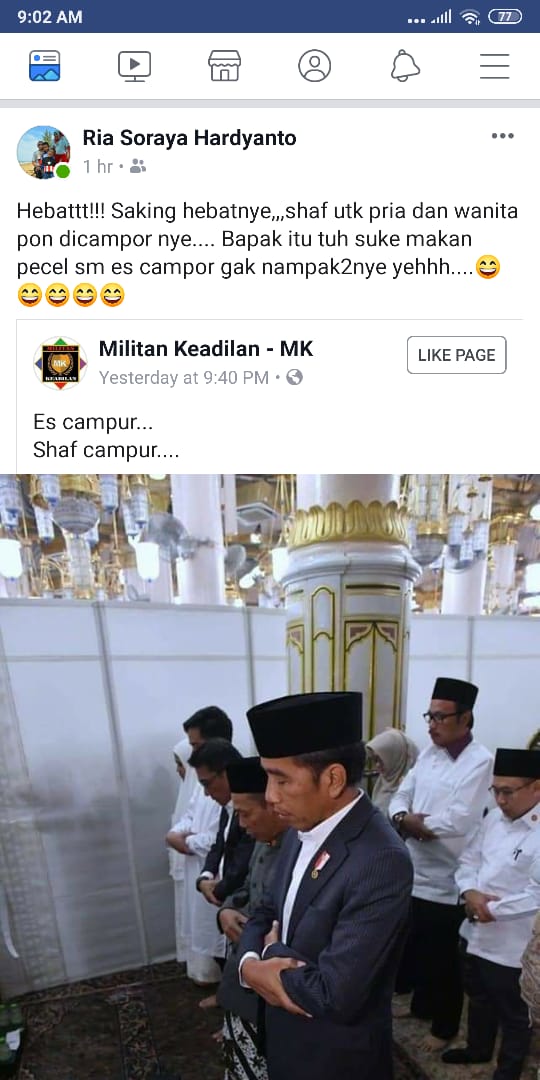 9:02 AM
77
Ria Soraya Hardyanto
1 hr •
Hebattt!!! Saking hebatnye,,,shaf utk pria dan wanita
pon dicampor nye.... Bapak itu tuh suke makan
pecel sm es campor gak nampak2nye yehhh....😄
😄😄😄😄
MILITAN
MK
KEADILAN
Militan Keadilan - MK
LIKE PAGE
Yesterday at 9:40 PM •
Es campur...
Shaf campur....